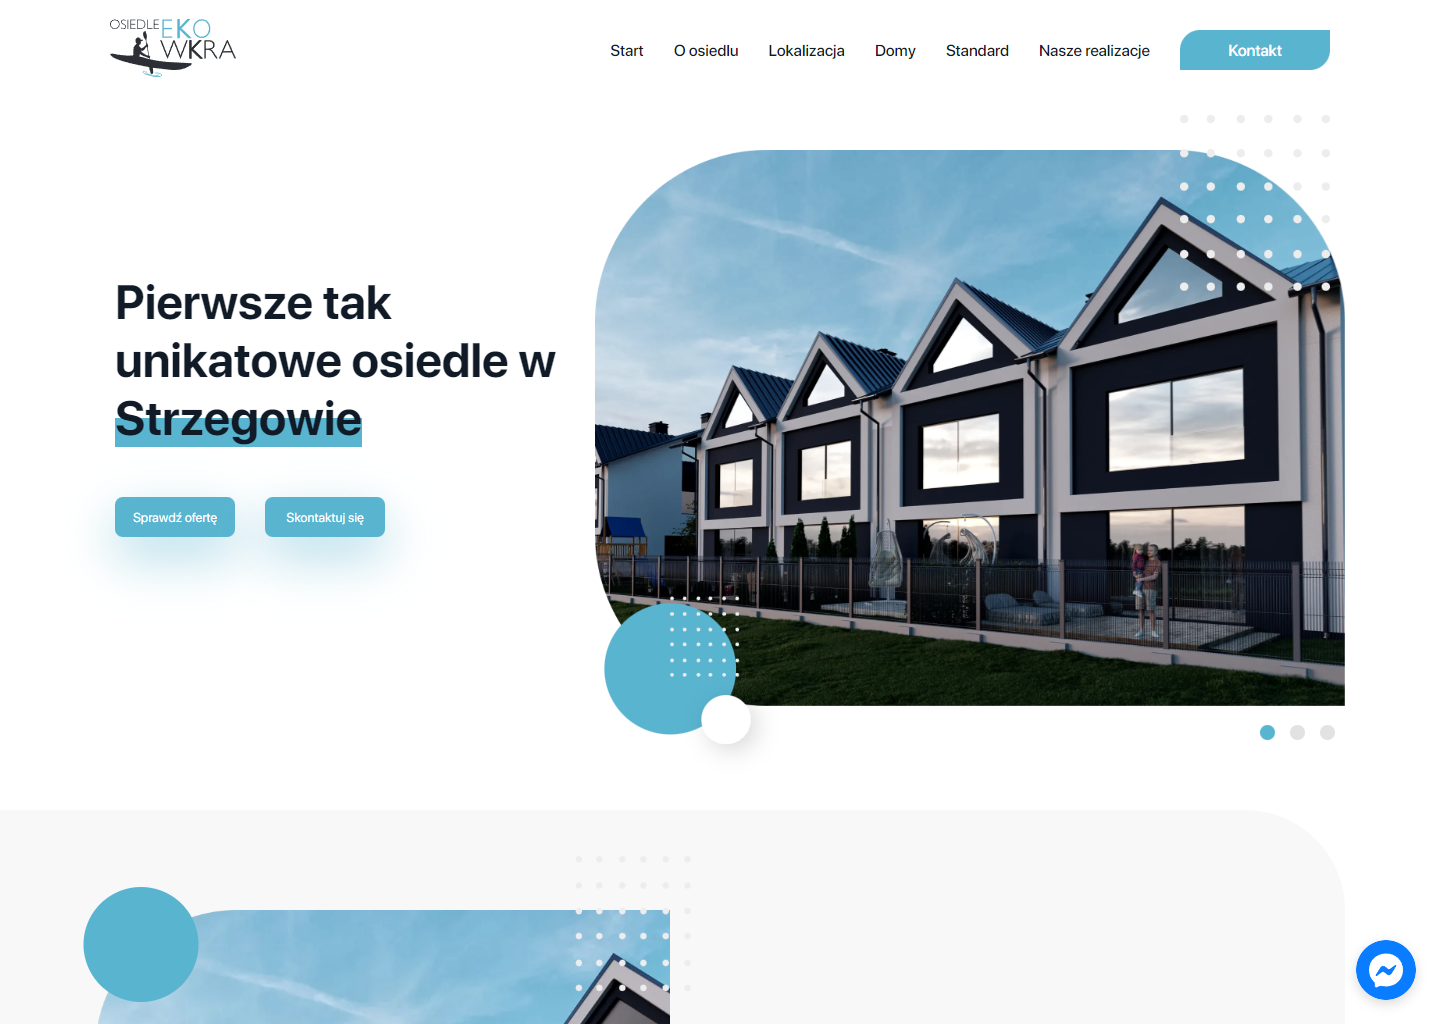 OSIEDLE EKO
WKRA
Start
O osiedlu
Lokalizacja
Domy
Standard
Nasze realizacje
Kontakt
Pierwsze tak
unikatowe osiedle w
Strzegowie
Sprawdź ofertę
Skontaktuj się